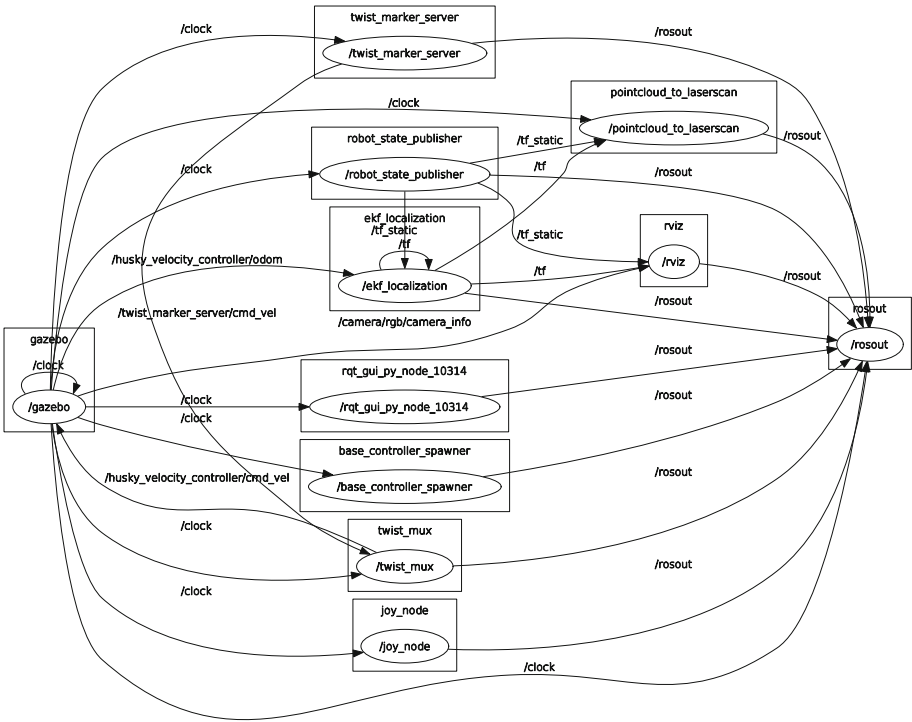 twist_marker_server
/clock
/twist_marker_server
/rosout
pointcloud_to_laserscan
/clock
/pointcloud_to_laserscan
robot_state_publisher
/tf_static
/rosout
/clock
/robot_state_publisher
/tf
/rosout
ekf_localization
/tf_static
/tf
rviz
/tf_static
/husky_velocity_controller/odom
/rviz
/tf
/rosout
/ekf_localization
/rosout
rosout
/twist_marker_server/cmd_vel
/camera/rgb/camera_info
gazebo
/rosout
/clock
/rosout
rqt_gui_py_node_10314
/gazebo
/clock
/rqt_gui_py_node_10314
/rosout
/clock
base_controller_spawner
/husky_velocity_controller/cmd_vel
/base_controller_spawner
/rosout
/clock
twist_mux
/twist_mux
/rosout
/clock
joy_node
/joy_node
/clock